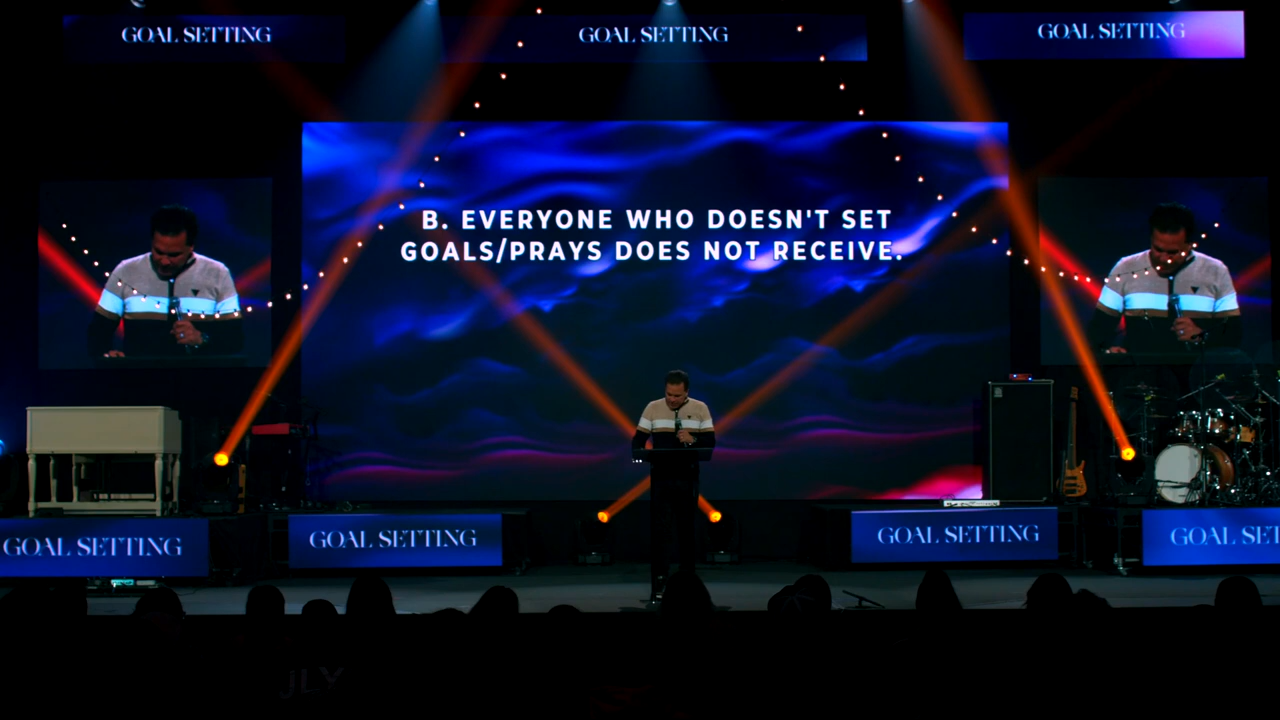 GOAL SETTING
GOAL SETTING
GOAL SETTING
B. EVERYONE WHO DOESN'T SET
GOALS/PRAYS DOES NOT RECEIVE.
GOAL SETTING
GOAL SETTING
GOAL SETTING
GOAL SET
JLY